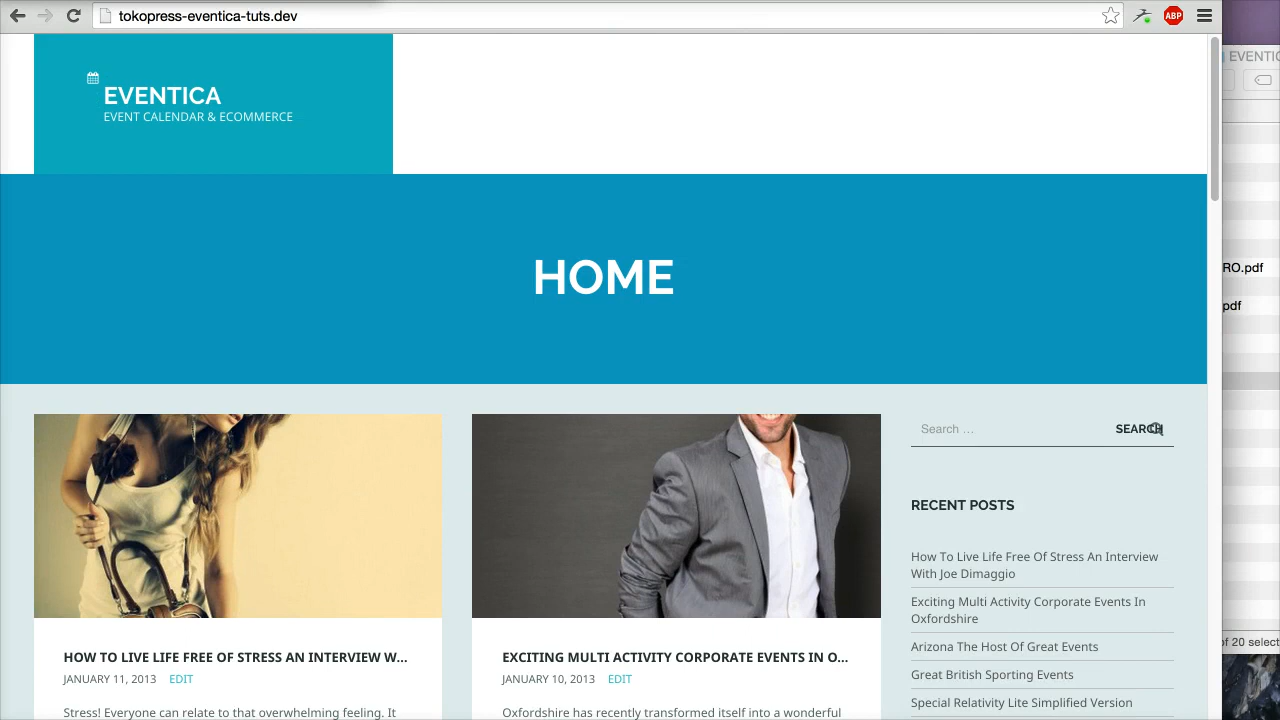 tokopress-eventica-tuts.dev
ABP
EVENTICA
EVENT CALENDAR & ECOMMERCE
HOME
Search …
SEARCH
RECENT POSTS
How To Live Life Free Of Stress An Interview
With Joe Dimaggio
Exciting Multi Activity Corporate Events In
Oxfordshire
Arizona The Host Of Great Events
Great British Sporting Events
Special Relativity Lite Simplified Version
HOW TO LIVE LIFE FREE OF STRESS AN INTERVIEW W...
JANUARY 11, 2013 EDIT
Stress! Everyone can relate to that overwhelming feeling. It
EXCITING MULTI ACTIVITY CORPORATE EVENTS IN O...
JANUARY 10, 2013 EDIT
Oxfordshire has recently transformed itself into a wonderful
EVENTIC
RO.pdf
pdf
of 20 select